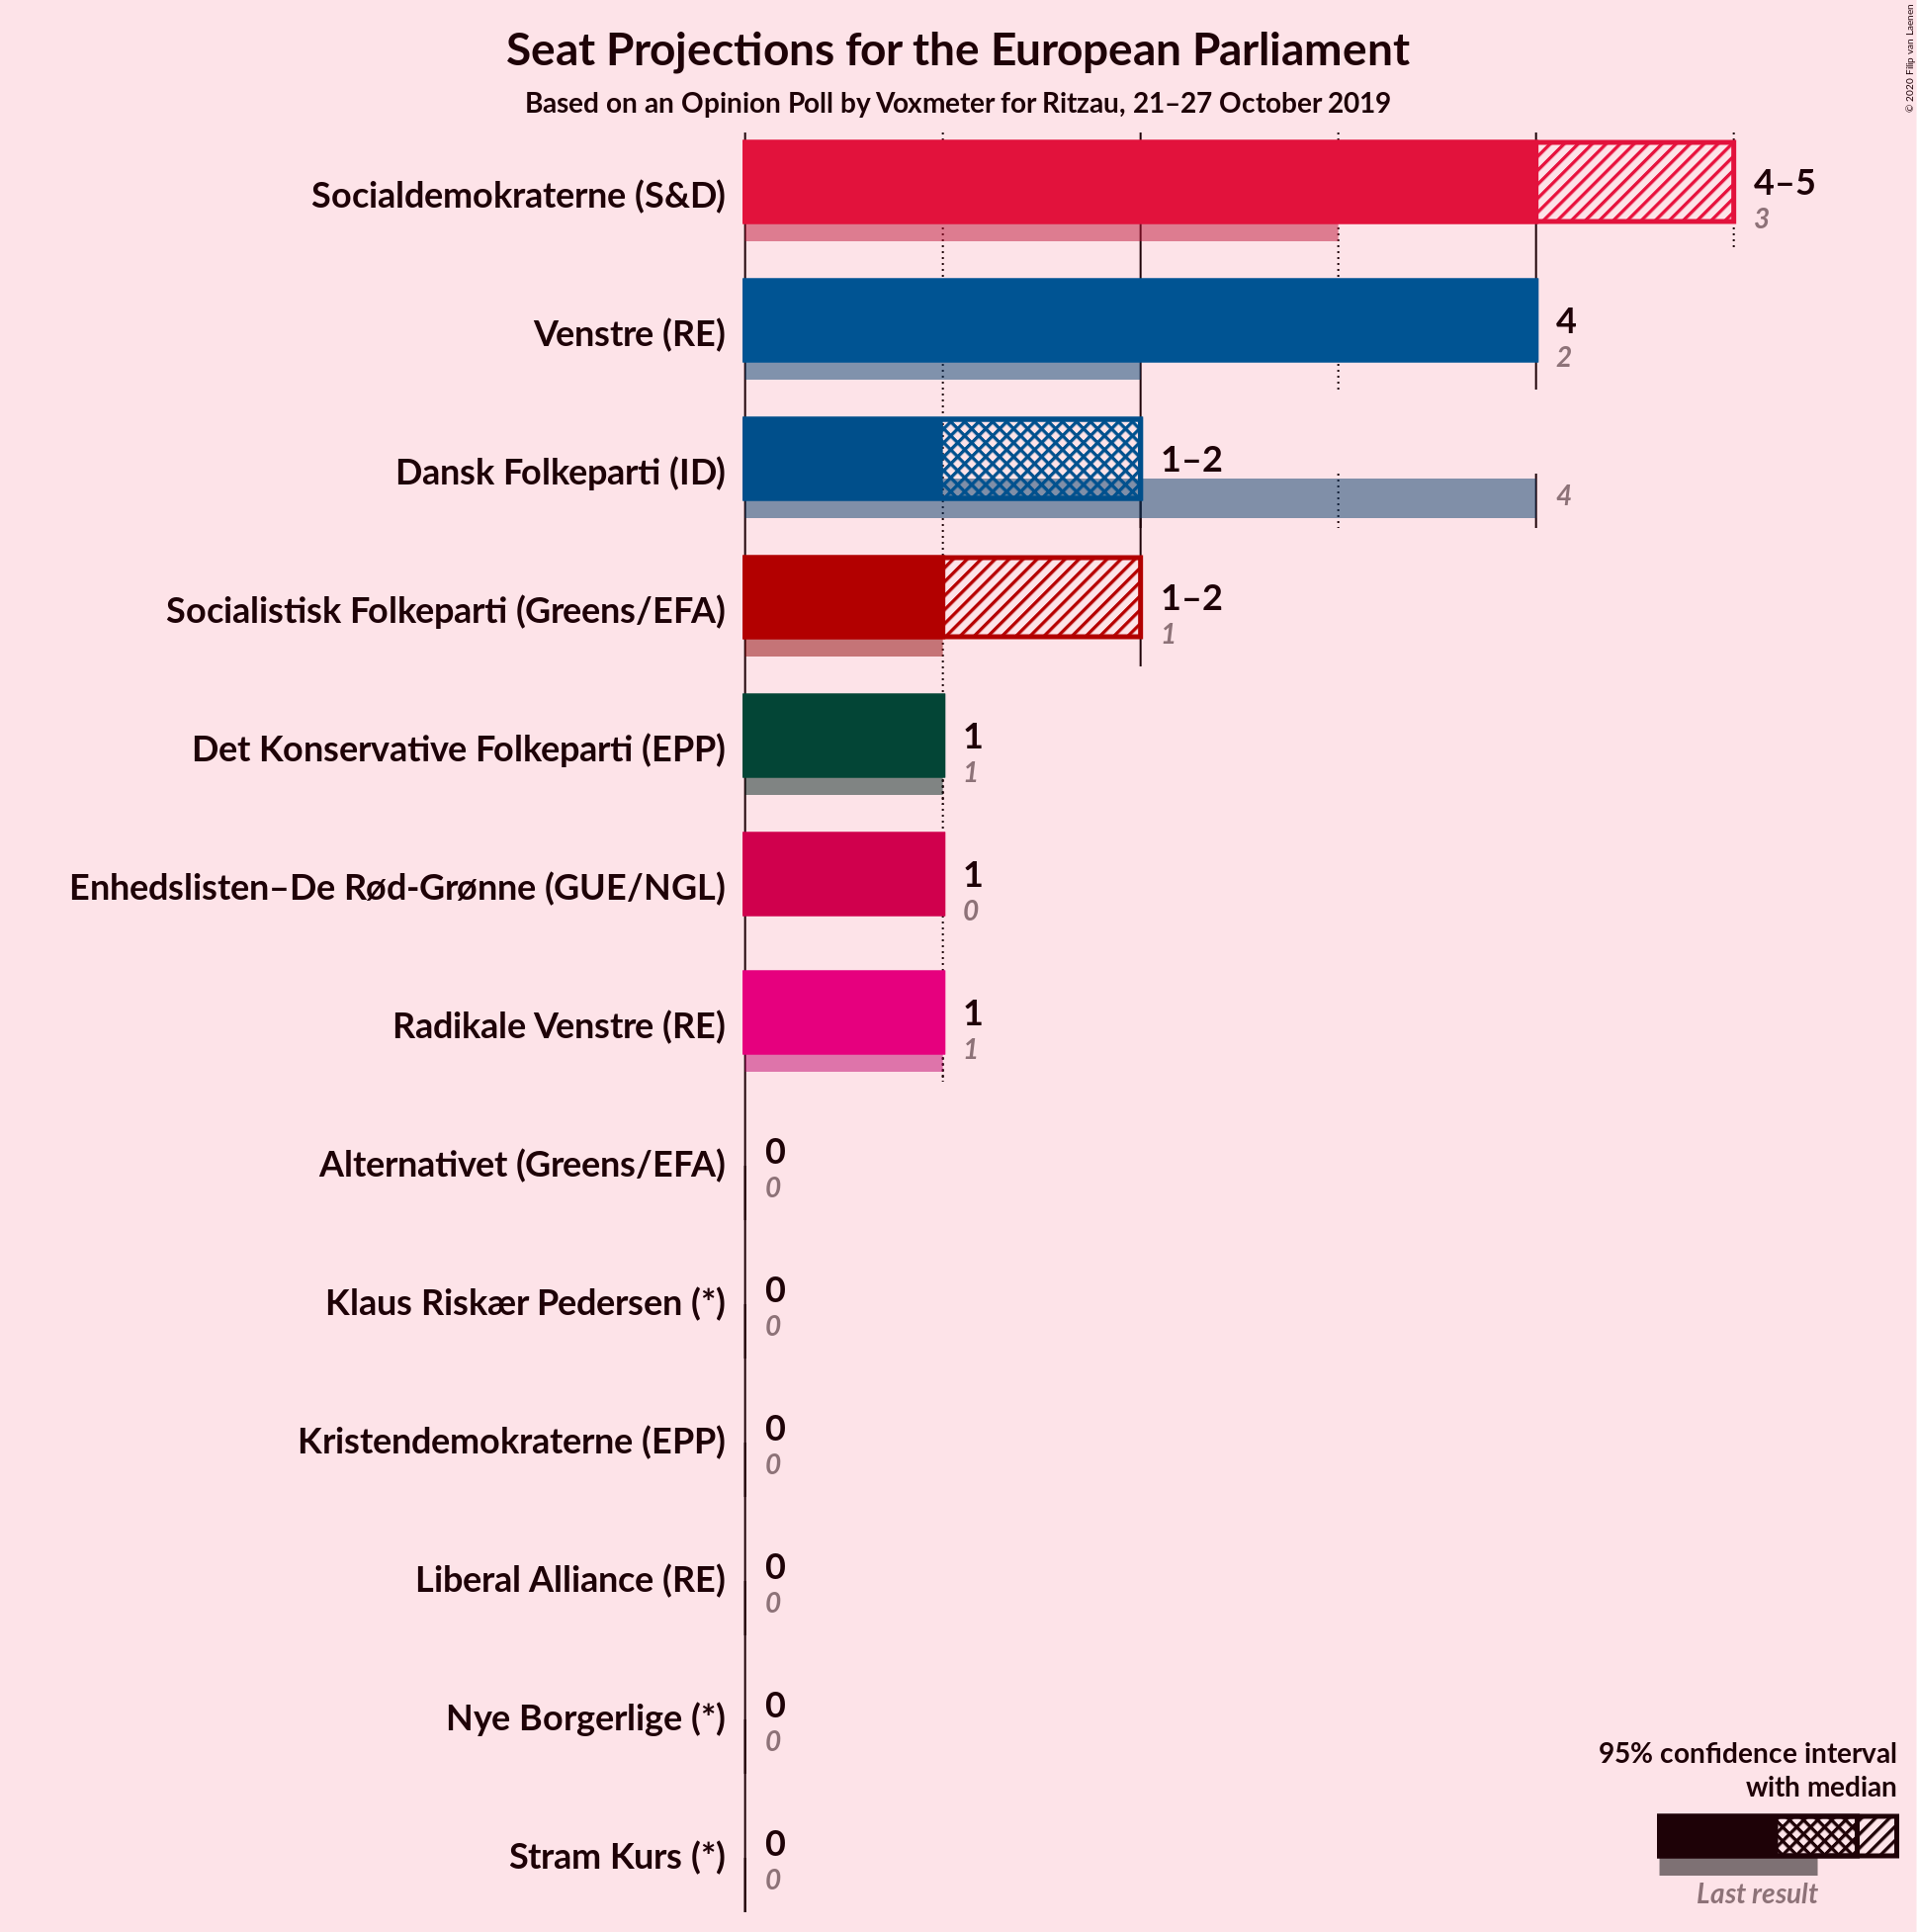 Seat Projections for the European Parliament
Based on an Opinion Poll by Voxmeter for Ritzau, 21–27 October 2019
© 2020 Filip van Laenen
Socialdemokraterne (S&D)
4–5
3
Venstre (RE)
4
2
Dansk Folkeparti (ID)
1–2
4
Socialistisk Folkeparti (Greens/EFA)
1–2
1
Det Konservative Folkeparti (EPP)
1
1
Enhedslisten–De Rød-Grønne (GUE/NGL)
1
0
Radikale Venstre (RE)
1
1
Alternativet (Greens/EFA)
0
0
Klaus Riskær Pedersen (*)
0
0
Kristendemokraterne (EPP)
0
0
Liberal Alliance (RE)
0
0
Nye Borgerlige (*)
0
0
Stram Kurs (*)
0
0
95% confidence interval
with median
Last result